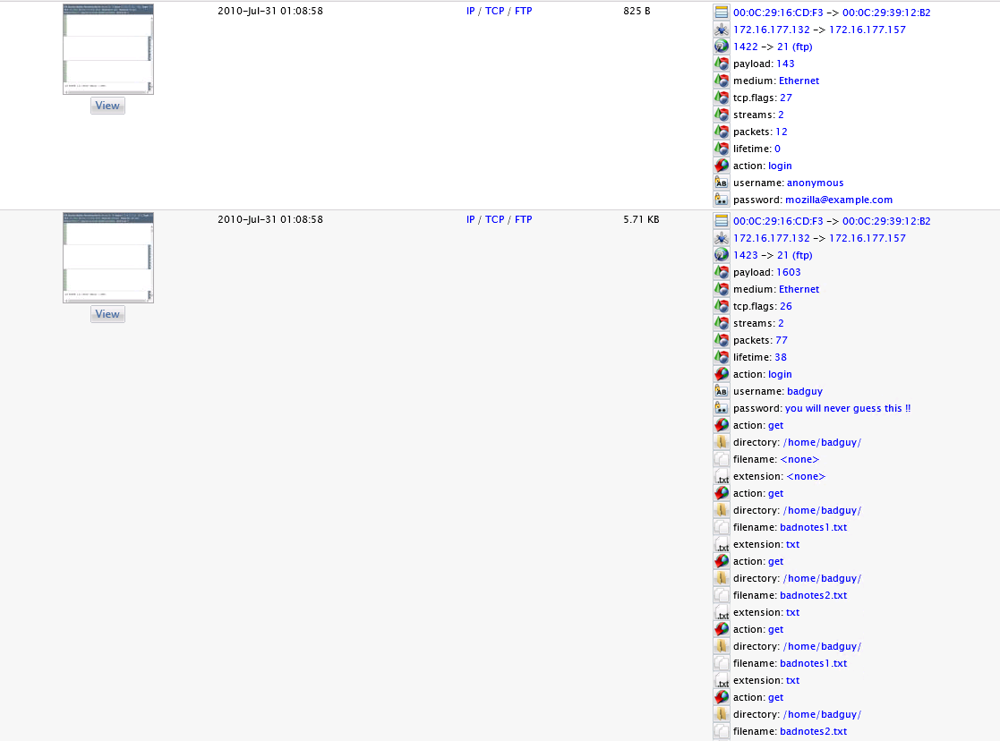 2010-Jul-31 01:08:58 IP / TCP / FTP 825 B 00:0C:29:16:CD:F3 -> 00:0C:29:39:12:B2
172.16.177.132 -> 172.16.177.157
1422 -> 21 (ftp)
payload: 143
medium: Ethernet
tcp.flags: 27
View
streams: 2
packets: 12
lifetime: 0
action: login
username: anonymous
password: mozilla@example.com
2010-Jul-31 01:08:58 IP / TCP / FTP 5.71 KB 00:0C:29:16:CD:F3 -> 00:0C:29:39:12:B2
172.16.177.132 -> 172.16.177.157
1423 -> 21 (ftp)
payload: 1603
medium: Ethernet
tcp.flags: 26
View
streams: 2
packets: 77
lifetime: 38
action: login
username: badguy
password: you will never guess this !!
action: get
directory: /home/badguy/
filename: <none>
extension: <none>
action: get
directory: /home/badguy/
filename: badnotes1.txt
extension: txt
action: get
directory: /home/badguy/
filename: badnotes2.txt
extension: txt
action: get
directory: /home/badguy/
filename: badnotes1.txt
extension: txt
action: get
directory: /home/badguy/
filename: badnotes2.txt